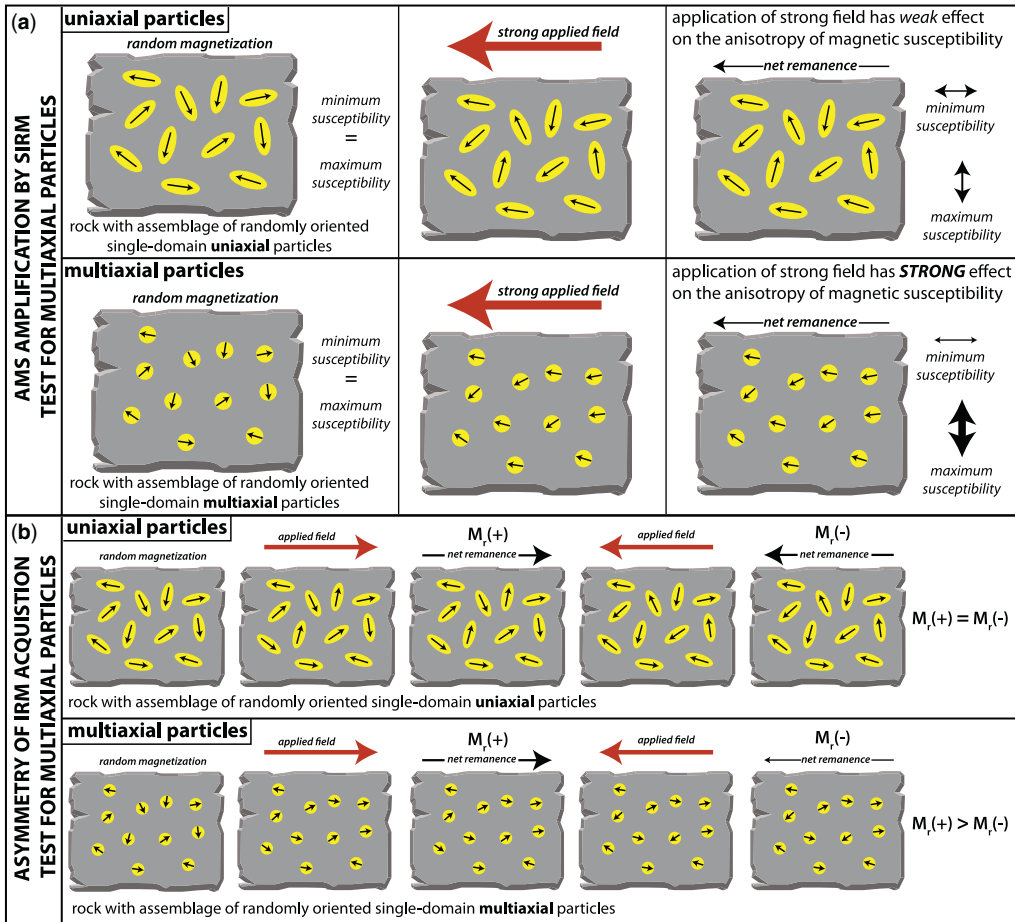 (a)
AMS AMPLIFICATION BY SIRM
TEST FOR MULTIAXIAL PARTICLES
uniaxial particles
random magnetization
minimum
susceptibility
=
maximum
susceptibility
rock with assemblage of randomly oriented
single-domain uniaxial particles
strong applied field
application of strong field has weak effect
on the anisotropy of magnetic susceptibility
net remanence
minimum
susceptibility
maximum
susceptibility
multiaxial particles
random magnetization
minimum
susceptibility
=
maximum
susceptibility
rock with assemblage of randomly oriented
single-domain multiaxial particles
strong applied field
application of strong field has STRONG effect
on the anisotropy of magnetic susceptibility
net remanence
minimum
susceptibility
maximum
susceptibility
(b)
ASYMMETRY OF IRM ACQUISTION
TEST FOR MULTIAXIAL PARTICLES
uniaxial particles
random magnetization
applied field
Mr(+)
net remanence
applied field
Mr(-)
net remanence
Mr(+) = Mr(-)
rock with assemblage of randomly oriented single-domain uniaxial particles
multiaxial particles
random magnetization
applied field
Mr(+)
net remanence
applied field
Mr(-)
net remanence
Mr(+) > Mr(-)
rock with assemblage of randomly oriented single-domain multiaxial particles